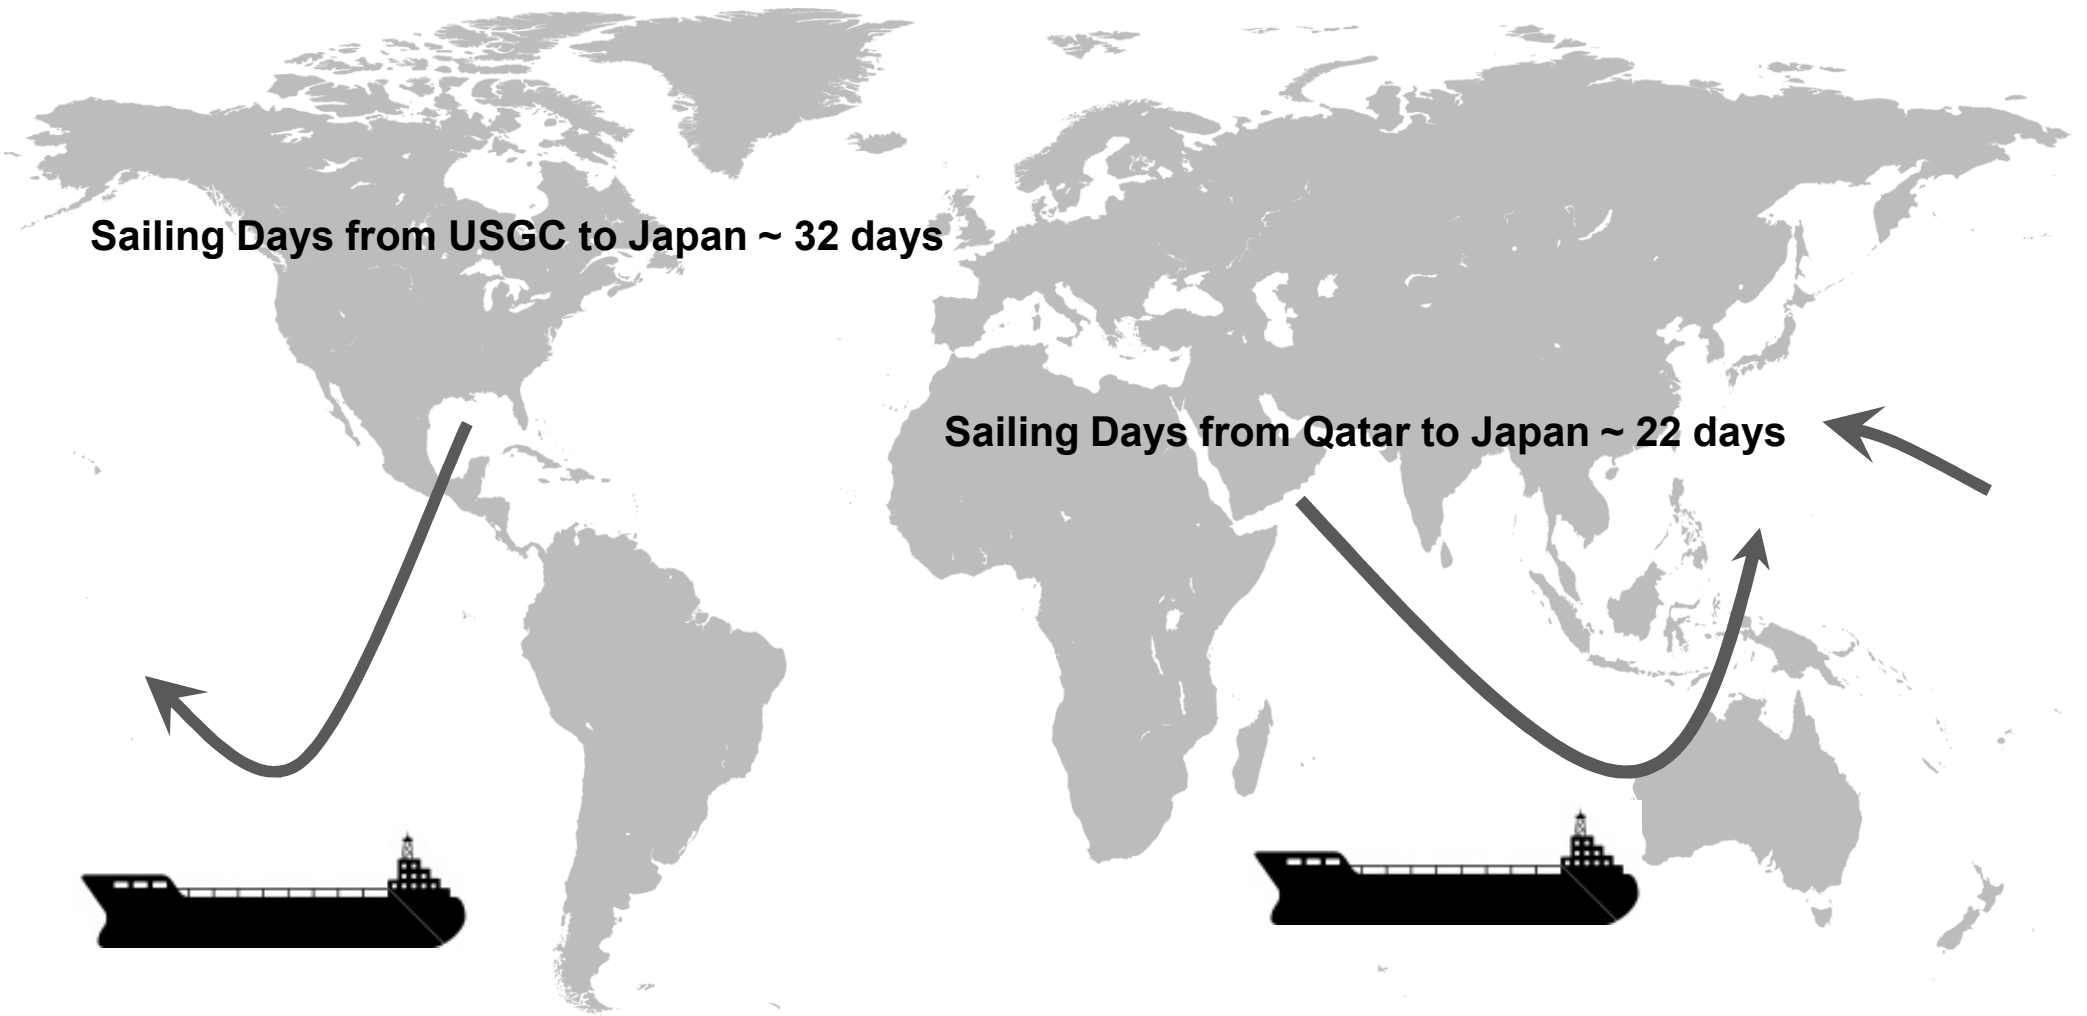 Sailing Days from USGC to Japan ~ 32 days
Sailing Days from Qatar to Japan ~ 22 days